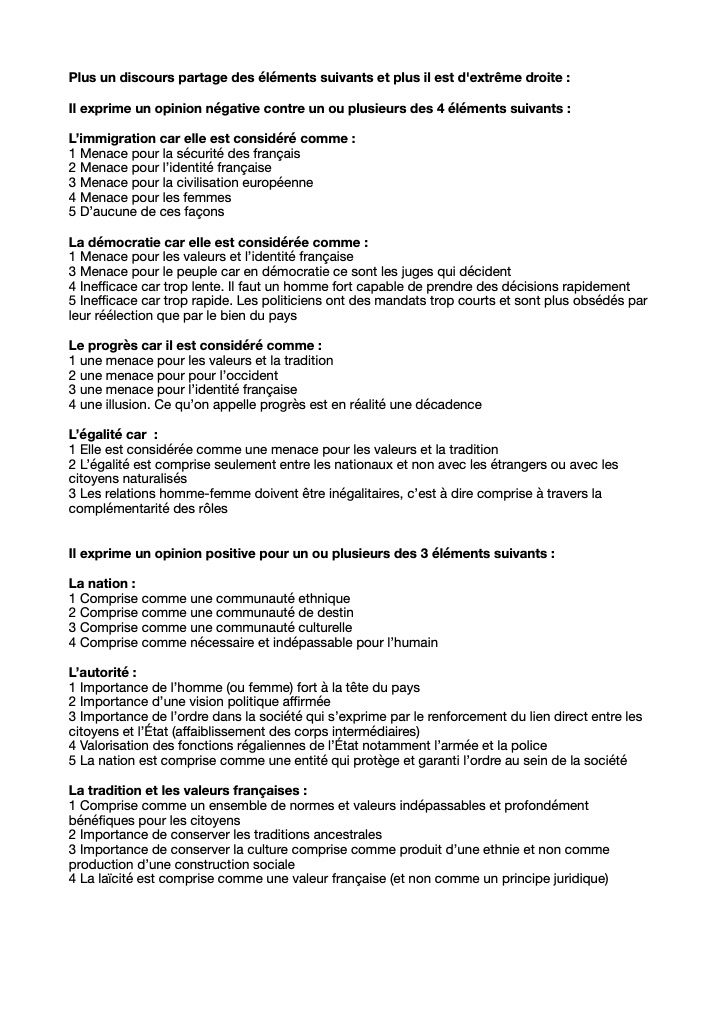 Plus un discours partage des éléments suivants et plus il est d'extrême droite :
Il exprime un opinion négative contre un ou plusieurs des 4 éléments suivants :
L'immigration car elle est considéré comme :
1 Menace pour la sécurité des français
2 Menace pour l'identité française
3 Menace pour la civilisation européenne
4 Menace pour les femmes
5 D'aucune de ces façons
La démocratie car elle est considérée comme :
1 Menace pour les valeurs et l'identité française
3 Menace pour le peuple car en démocratie ce sont les juges qui décident
4 Inefficace car trop lente. Il faut un homme fort capable de prendre des décisions rapidement
5 Inefficace car trop rapide. Les politiciens ont des mandats trop courts et sont plus obsédés par
leur réélection que par le bien du pays
Le progrès car il est considéré comme :
1 une menace pour les valeurs et la tradition
2 une menace pour pour l'occident
3 une menace pour l'identité française
4 une illusion. Ce qu'on appelle progrès est en réalité une décadence
L'égalité car  :
1 Elle est considérée comme une menace pour les valeurs et la tradition
2 L'égalité est comprise seulement entre les nationaux et non avec les étrangers ou avec les
citoyens naturalisés
3 Les relations homme-femme doivent être inégalitaires, c'est à dire comprise à travers la
complémentarité des rôles
Il exprime un opinion positive pour un ou plusieurs des 3 éléments suivants :
La nation :
1 Comprise comme une communauté ethnique
2 Comprise comme une communauté de destin
3 Comprise comme une communauté culturelle
4 Comprise comme nécessaire et indépassable pour l'humain
L'autorité :
1 Importance de l'homme (ou femme) fort à la tête du pays
2 Importance d'une vision politique affirmée
3 Importance de l'ordre dans la société qui s'exprime par le renforcement du lien direct entre les
citoyens et l'État (affaiblissement des corps intermédiaires)
4 Valorisation des fonctions régaliennes de l'État notamment l'armée et la police
5 La nation est comprise comme une entité qui protège et garanti l'ordre au sein de la société
La tradition et les valeurs françaises :
1 Comprise comme un ensemble de normes et valeurs indépassables et profondément
bénéfiques pour les citoyens
2 Importance de conserver les traditions ancestrales
3 Importance de conserver la culture comprise comme produit d'une ethnie et non comme
production d'une construction sociale
4 La laïcité est comprise comme une valeur française (et non comme un principe juridique)